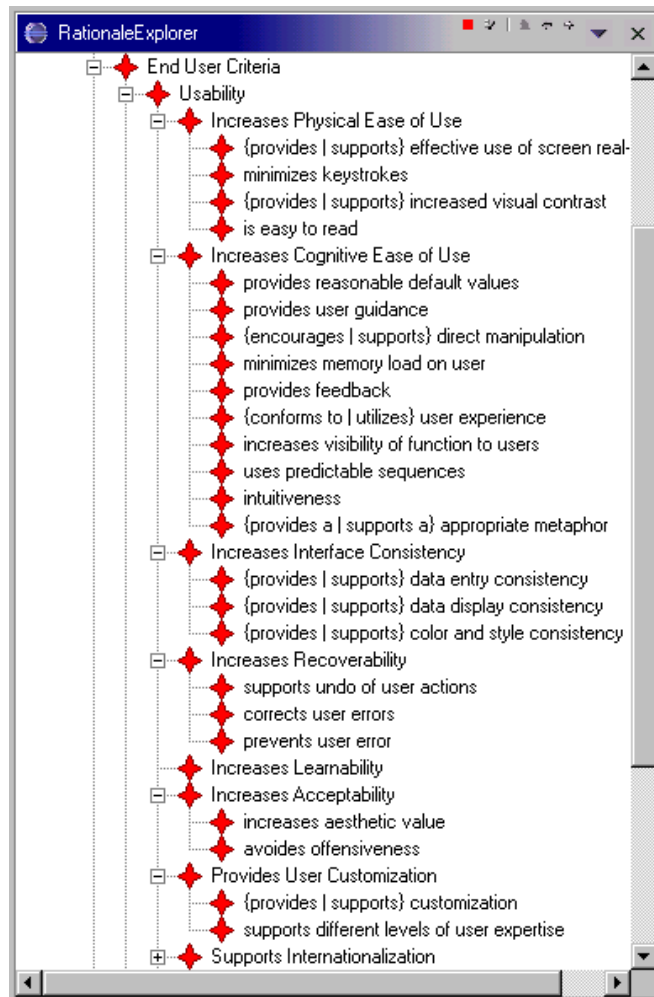 RationaleExplorer
End User Criteria
Usability
Increases Physical Ease of Use
{provides | supports} effective use of screen real-
minimizes keystrokes
{provides | supports} increased visual contrast
is easy to read
Increases Cognitive Ease of Use
provides reasonable default values
provides user guidance
{encourages | supports} direct manipulation
minimizes memory load on user
provides feedback
{conforms to | utilizes} user experience
increases visibility of function to users
uses predictable sequences
intuitiveness
{provides a | supports a} appropriate metaphor
Increases Interface Consistency
{provides | supports} data entry consistency
{provides | supports} data display consistency
{provides | supports} color and style consistency
Increases Recoverability
supports undo of user actions
corrects user errors
prevents user error
Increases Learnability
Increases Acceptability
increases aesthetic value
avoides offensiveness
Provides User Customization
{provides | supports} customization
supports different levels of user expertise
Supports Internationalization